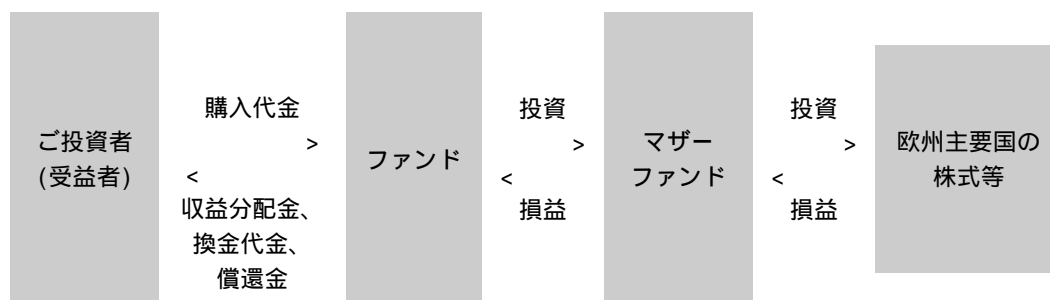 ご投資者
(受益者)
購入代金
>
<
収益分配金、
換金代金、
償還金
ファンド
投資
>
<
損益
マザー
ファンド
投資
>
<
損益
欧州主要国の
株式等